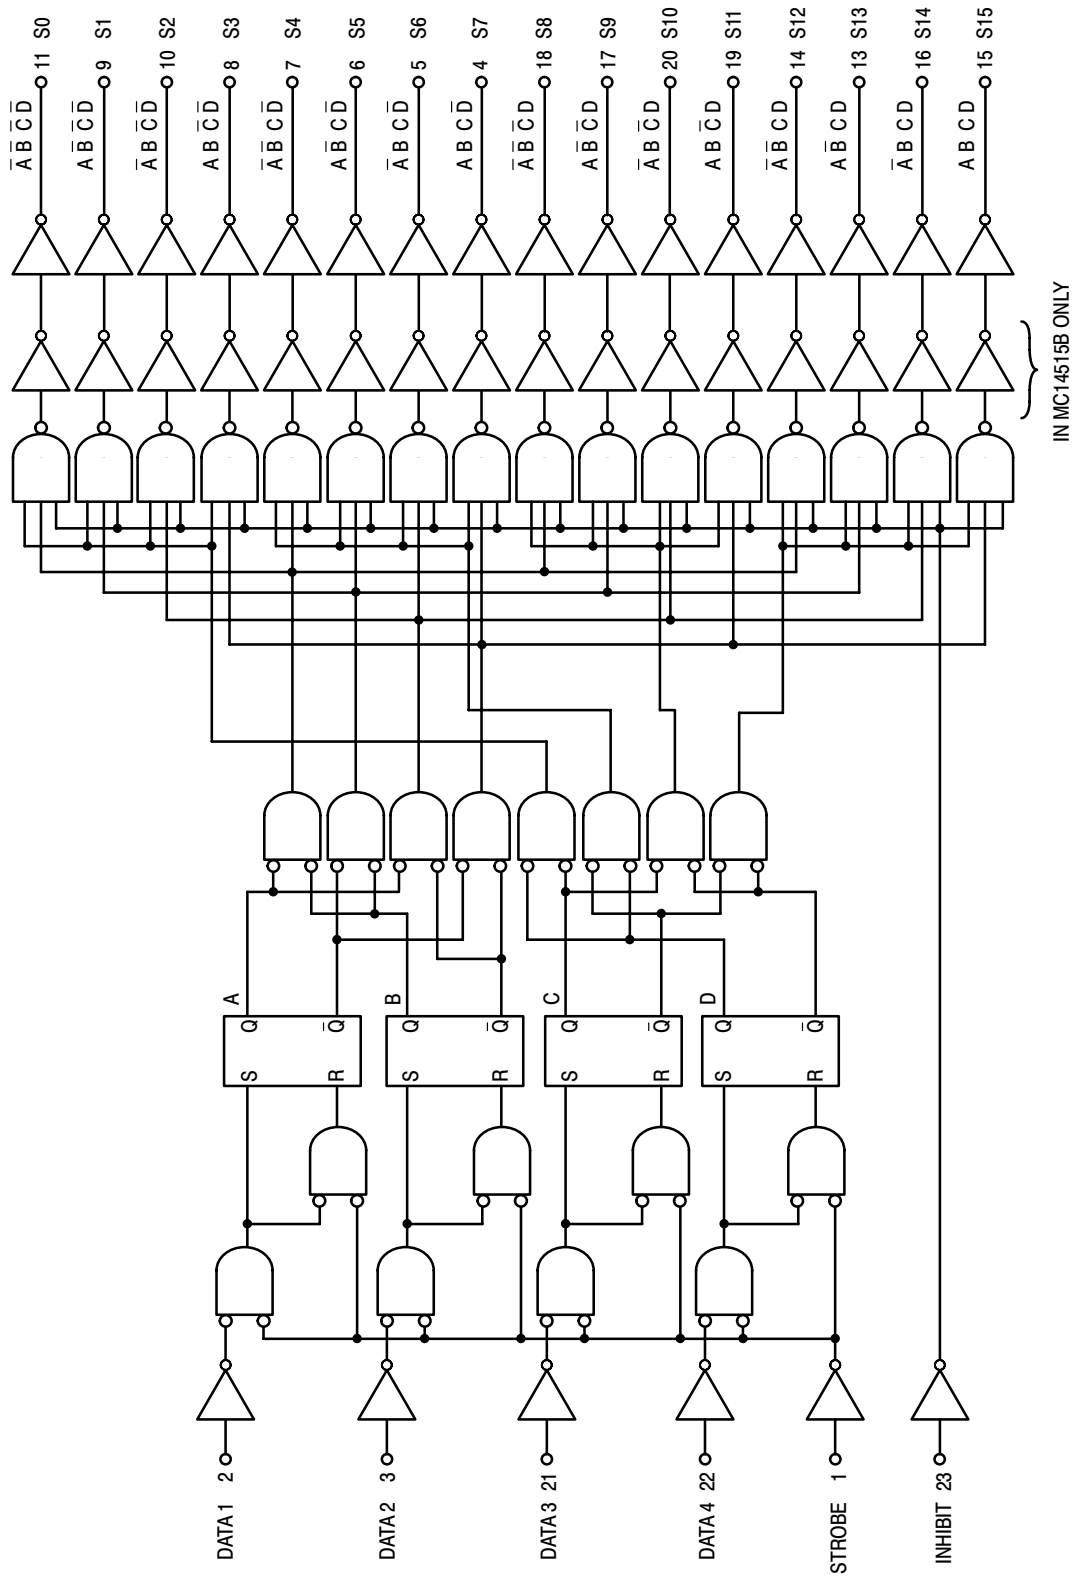 DATA 1 2
DATA 2 3
DATA 3 21
DATA 4 22
STROBE 1
INHIBIT 23
A
S Q
R Q̅
B
S Q
R Q̅
C
S Q
R Q̅
D
S Q
R Q̅
A̅ B̅ C̅ D̅ 11 S0
A B̅ C̅ D̅ 9 S1
A̅ B C̅ D̅ 10 S2
A B C̅ D̅ 8 S3
A̅ B̅ C D̅ 7 S4
A B̅ C D̅ 6 S5
A̅ B C D̅ 5 S6
A B C D̅ 4 S7
A̅ B̅ C̅ D 18 S8
A B̅ C̅ D 17 S9
A̅ B C̅ D 20 S10
A B C̅ D 19 S11
A̅ B̅ C D 14 S12
A B̅ C D 13 S13
A̅ B C D 16 S14
A B C D 15 S15
IN MC14515B ONLY